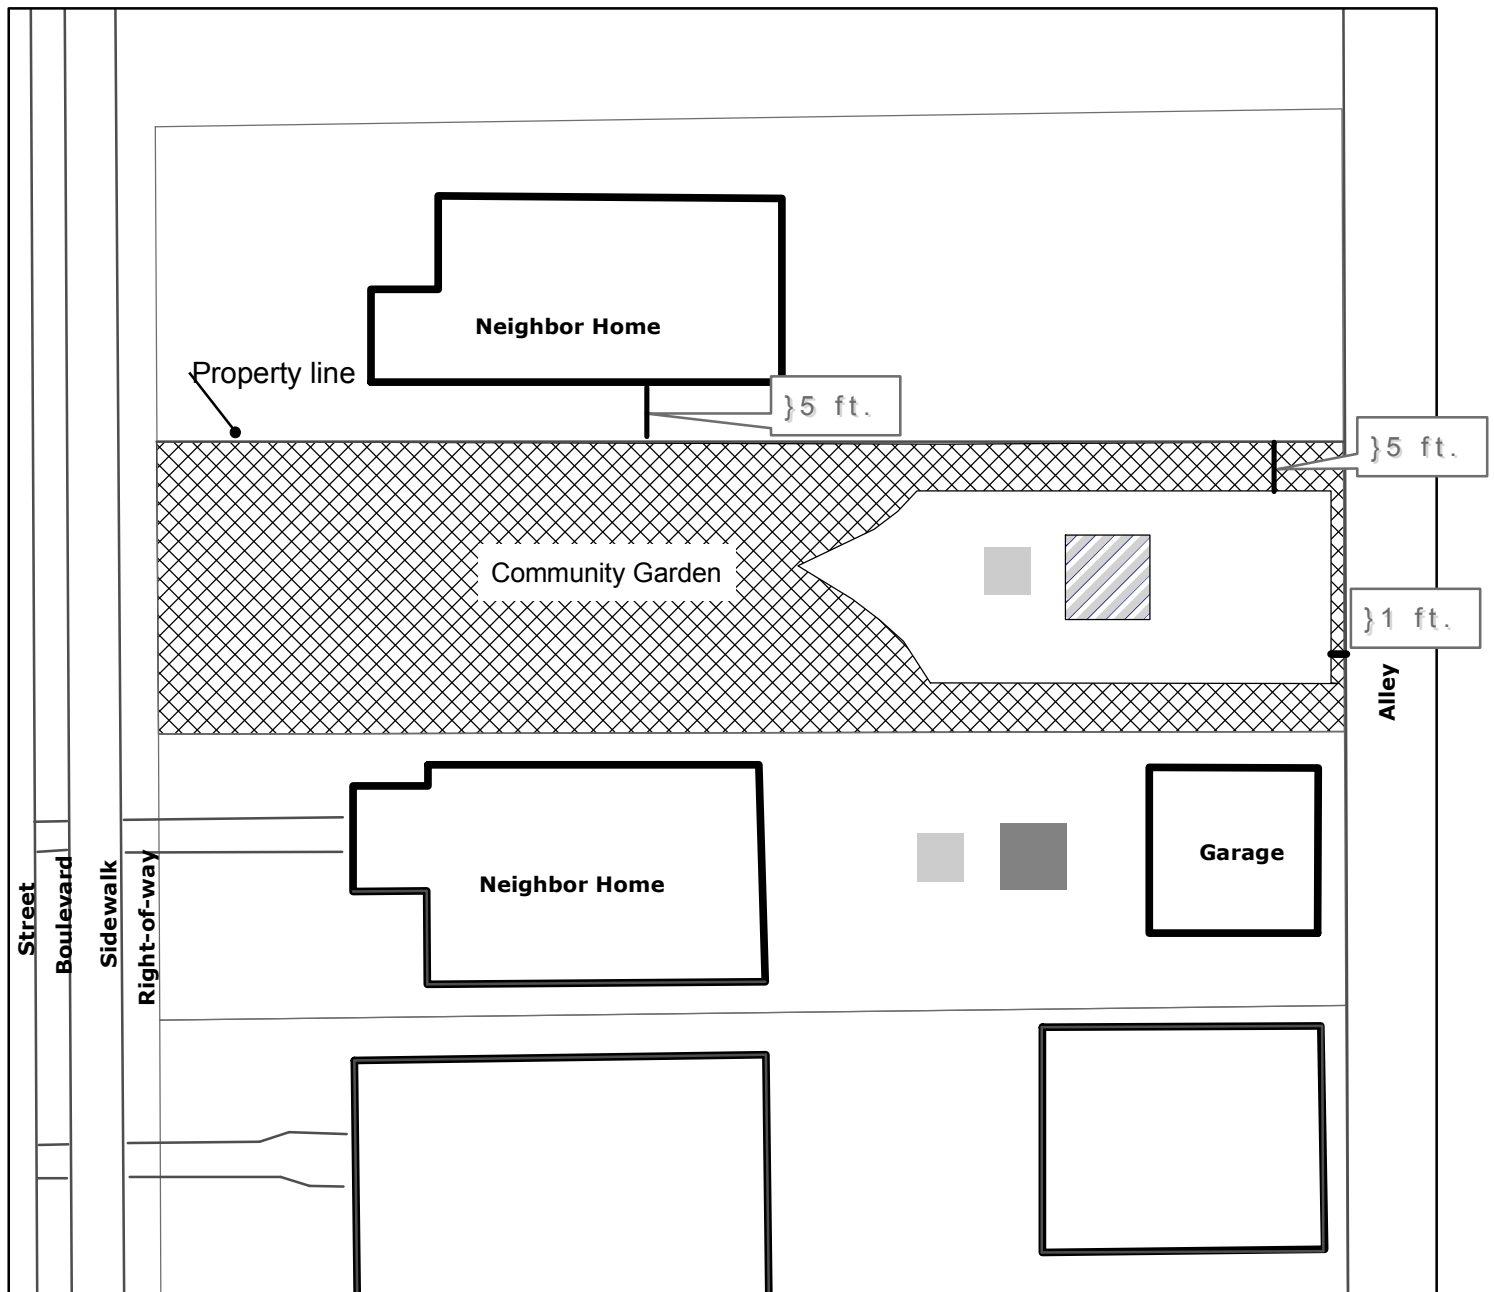 Neighbor Home
Property line
}5 ft.
}5 ft.
Community Garden
}1 ft.
Alley
Garage
Neighbor Home
Street
Boulevard
Sidewalk
Right-of-way